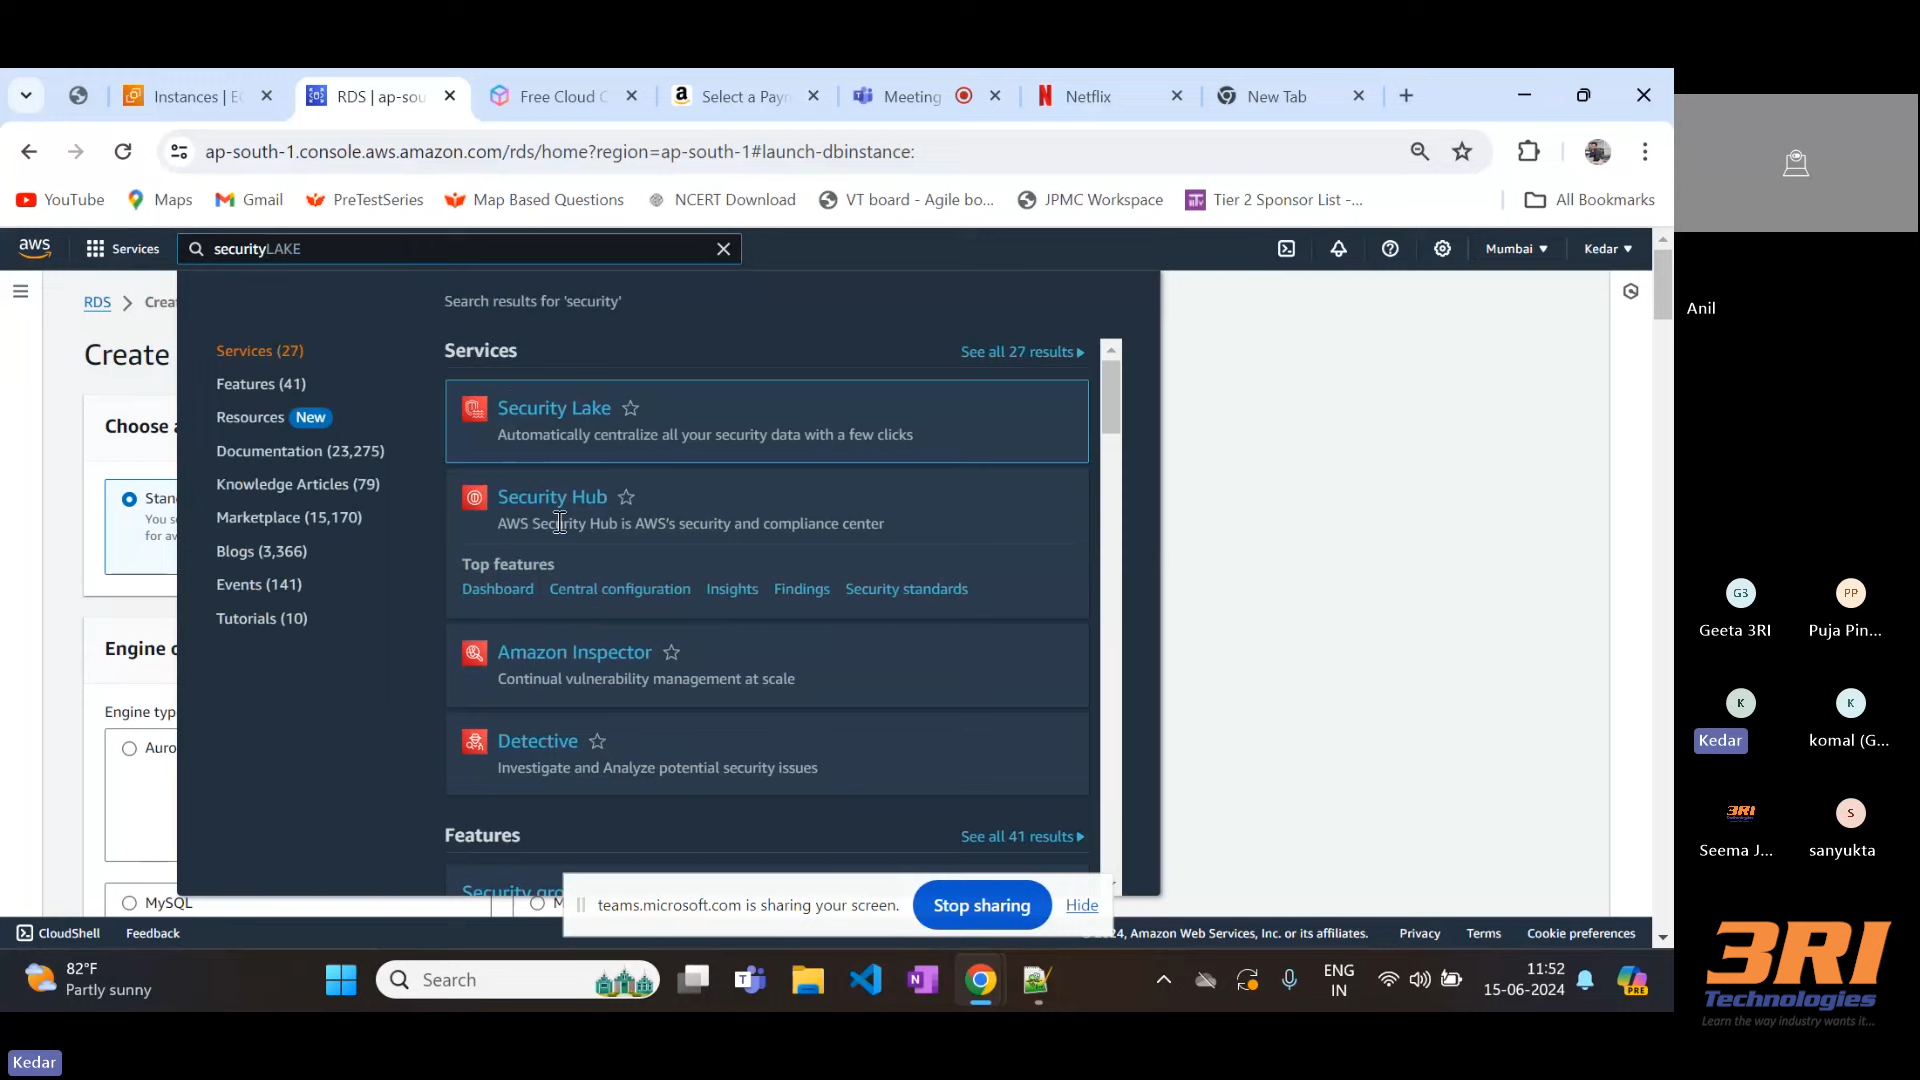 Instances | E
RDS | ap-sou
Free Cloud C
Select a Payr
Meeting
Netflix
New Tab
ap-south-1.console.aws.amazon.com/rds/home?region=ap-south-1#launch-dbinstance:
YouTube
Maps
Gmail
PreTestSeries
Map Based Questions
NCERT Download
VT board - Agile bo...
JPMC Workspace
Tier 2 Sponsor List -...
All Bookmarks
aws
Services
securityLAKE
Mumbai
Kedar
RDS
Crea
Create
Choose a
Stan
You s
for av
Engine o
Engine typ
Auro
MySQL
M
Search results for 'security'
Services (27)
Features (41)
Resources New
Documentation (23,275)
Knowledge Articles (79)
Marketplace (15,170)
Blogs (3,366)
Events (141)
Tutorials (10)
Services
See all 27 results
Security Lake
Automatically centralize all your security data with a few clicks
Security Hub
AWS Security Hub is AWS's security and compliance center
Top features
Dashboard Central configuration Insights Findings Security standards
Amazon Inspector
Continual vulnerability management at scale
Detective
Investigate and Analyze potential security issues
Features
See all 41 results
Security gro
teams.microsoft.com is sharing your screen.
Stop sharing
Hide
CloudShell
Feedback
24, Amazon Web Services, Inc. or its affiliates.
Privacy
Terms
Cookie preferences
82°F
Partly sunny
Search
ENG
IN
11:52
15-06-2024
PRE
Anil
G3
Geeta 3RI
PP
Puja Pin...
K
Kedar
K
komal (G...
3RI
Seema J...
S
sanyukta
3RI
Technologies
Learn the way industry wants it...
Kedar